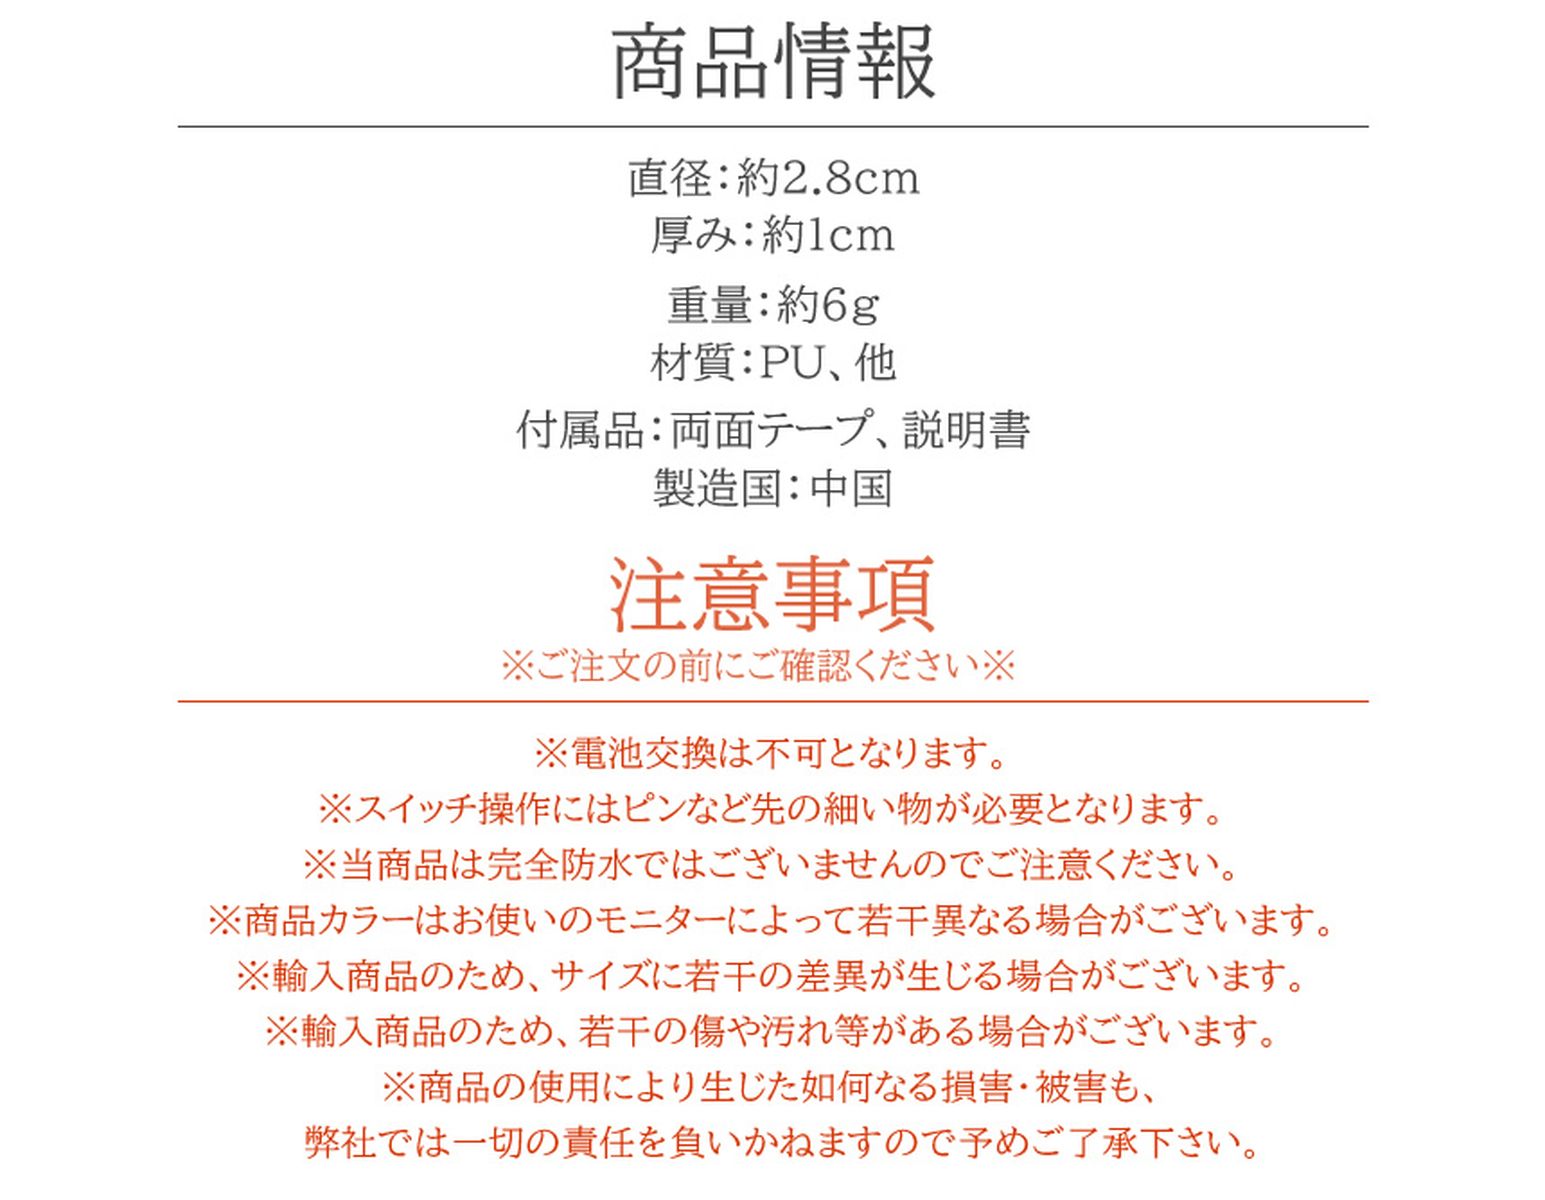 商品情報
直径：約2.8cm
厚み：約1cm
重量：約6g
材質：PU、他
付属品：両面テープ、説明書
製造国：中国
注意事項
※ご注文の前にご確認ください※
※電池交換は不可となります。
※スイッチ操作にはピンなど先の細い物が必要となります。
※当商品は完全防水ではございませんのでご注意ください。
※商品カラーはお使いのモニターによって若干異なる場合がございます。
※輸入商品のため、サイズに若干の差異が生じる場合がございます。
※輸入商品のため、若干の傷や汚れ等がある場合がございます。
※商品の使用により生じた如何なる損害・被害も、
弊社では一切の責任を負いかねますので予めご了承下さい。